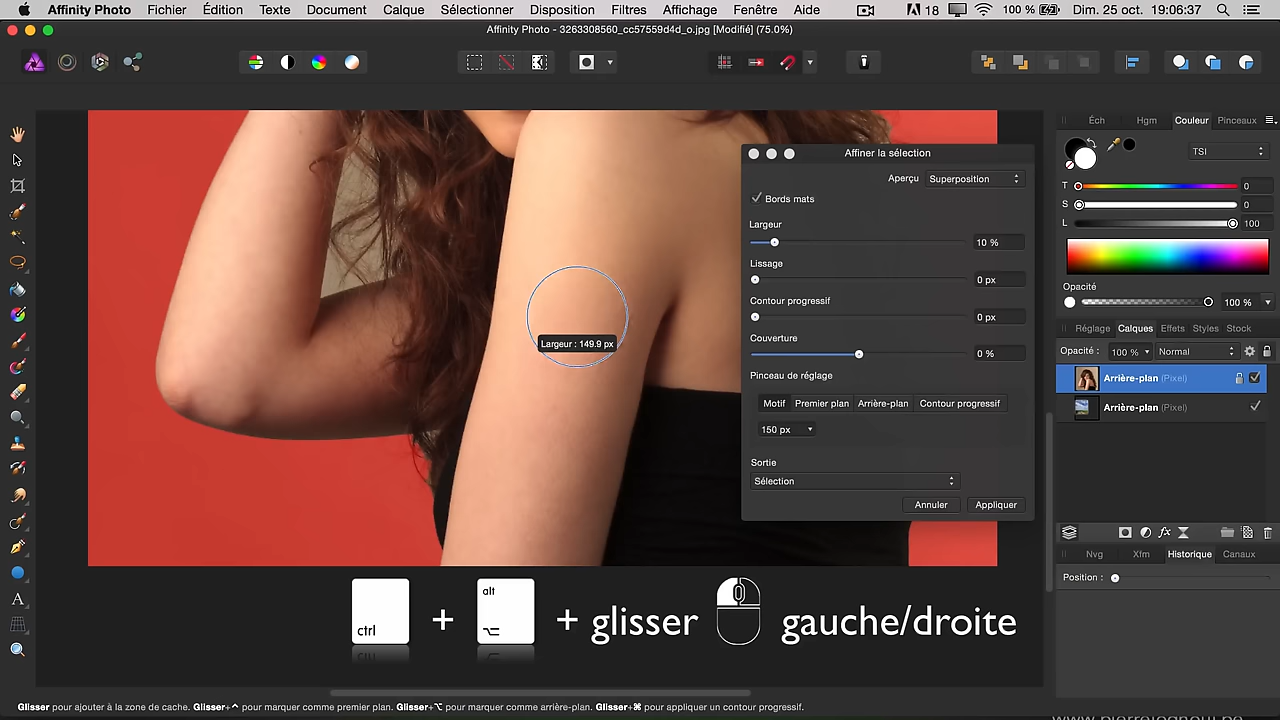 Affinity Photo Fichier Édition Texte Document Calque Sélectionner Disposition Filtres Affichage Fenêtre Aide 18 100 % Dim. 25 oct. 19:06:37
Affinity Photo - 3263308560_cc57559d4d_o.jpg [Modifié] (75.0%)
Éch Hgm Couleur Pinceaux
TSI
T 0
S 0
L 100
Opacité
100 %
Réglage Calques Effets Styles Stock
Opacité : 100 % Normal
Arrière-plan (Pixel)
Arrière-plan (Pixel)
Nvg Xfm Historique Canaux
Position :
Affiner la sélection
Aperçu Superposition
Bords mats
Largeur
10 %
Lissage
0 px
Contour progressif
0 px
Couverture
0 %
Pinceau de réglage
Motif Premier plan Arrière-plan Contour progressif
150 px
Sortie
Sélection
Annuler Appliquer
Largeur : 149.9 px
ctrl + alt ⌥ + glisser gauche/droite
Glisser pour ajouter à la zone de cache. Glisser+⌃ pour marquer comme premier plan. Glisser+⌥ pour marquer comme arrière-plan. Glisser+⌘ pour appliquer un contour progressif.